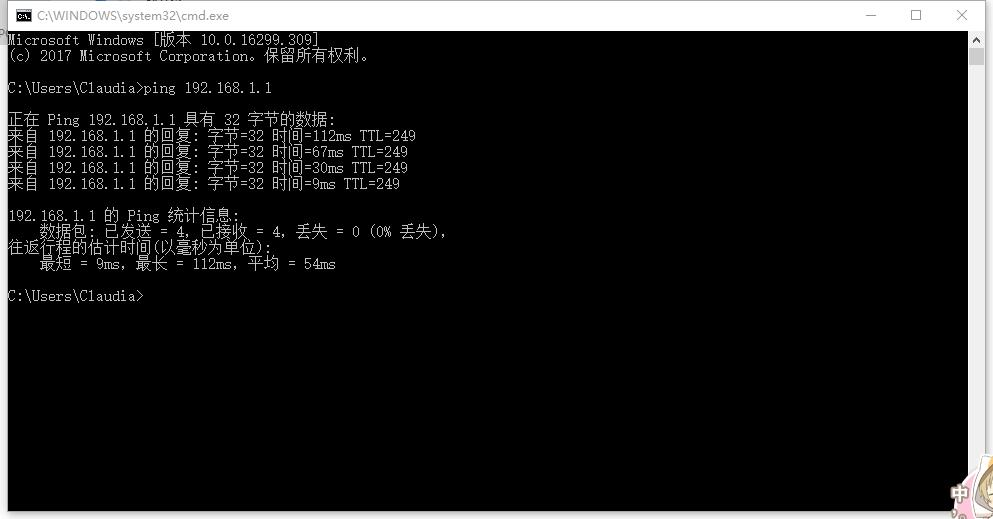 C:\WINDOWS\system32\cmd.exe
Microsoft Windows [版本 10.0.16299.309]
(c) 2017 Microsoft Corporation。保留所有权利。
C:\Users\Claudia>ping 192.168.1.1
正在 Ping 192.168.1.1 具有 32 字节的数据:
来自 192.168.1.1 的回复: 字节=32 时间=112ms TTL=249
来自 192.168.1.1 的回复: 字节=32 时间=67ms TTL=249
来自 192.168.1.1 的回复: 字节=32 时间=30ms TTL=249
来自 192.168.1.1 的回复: 字节=32 时间=9ms TTL=249
192.168.1.1 的 Ping 统计信息:
数据包: 已发送 = 4，已接收 = 4，丢失 = 0 (0% 丢失)，
往返行程的估计时间(以毫秒为单位):
最短 = 9ms，最长 = 112ms，平均 = 54ms
C:\Users\Claudia>
中